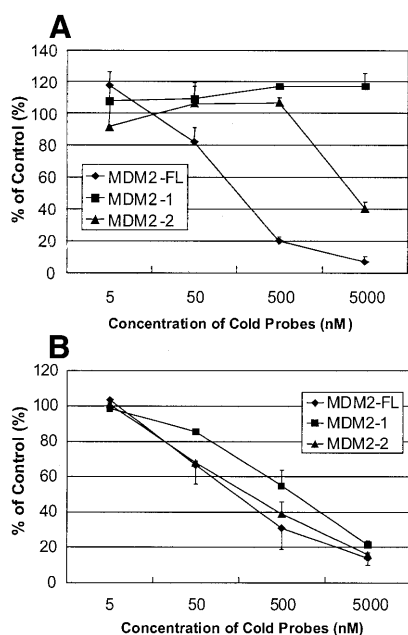 A
140
120
100
80
60
40
20
0
% of Control (%)
MDM2-FL
MDM2-1
MDM2-2
5 50 500 5000
Concentration of Cold Probes (nM)
B
120
100
80
60
40
20
0
% of Control (%)
MDM2-FL
MDM2-1
MDM2-2
5 50 500 5000
Concentration of Cold Probes (nM)